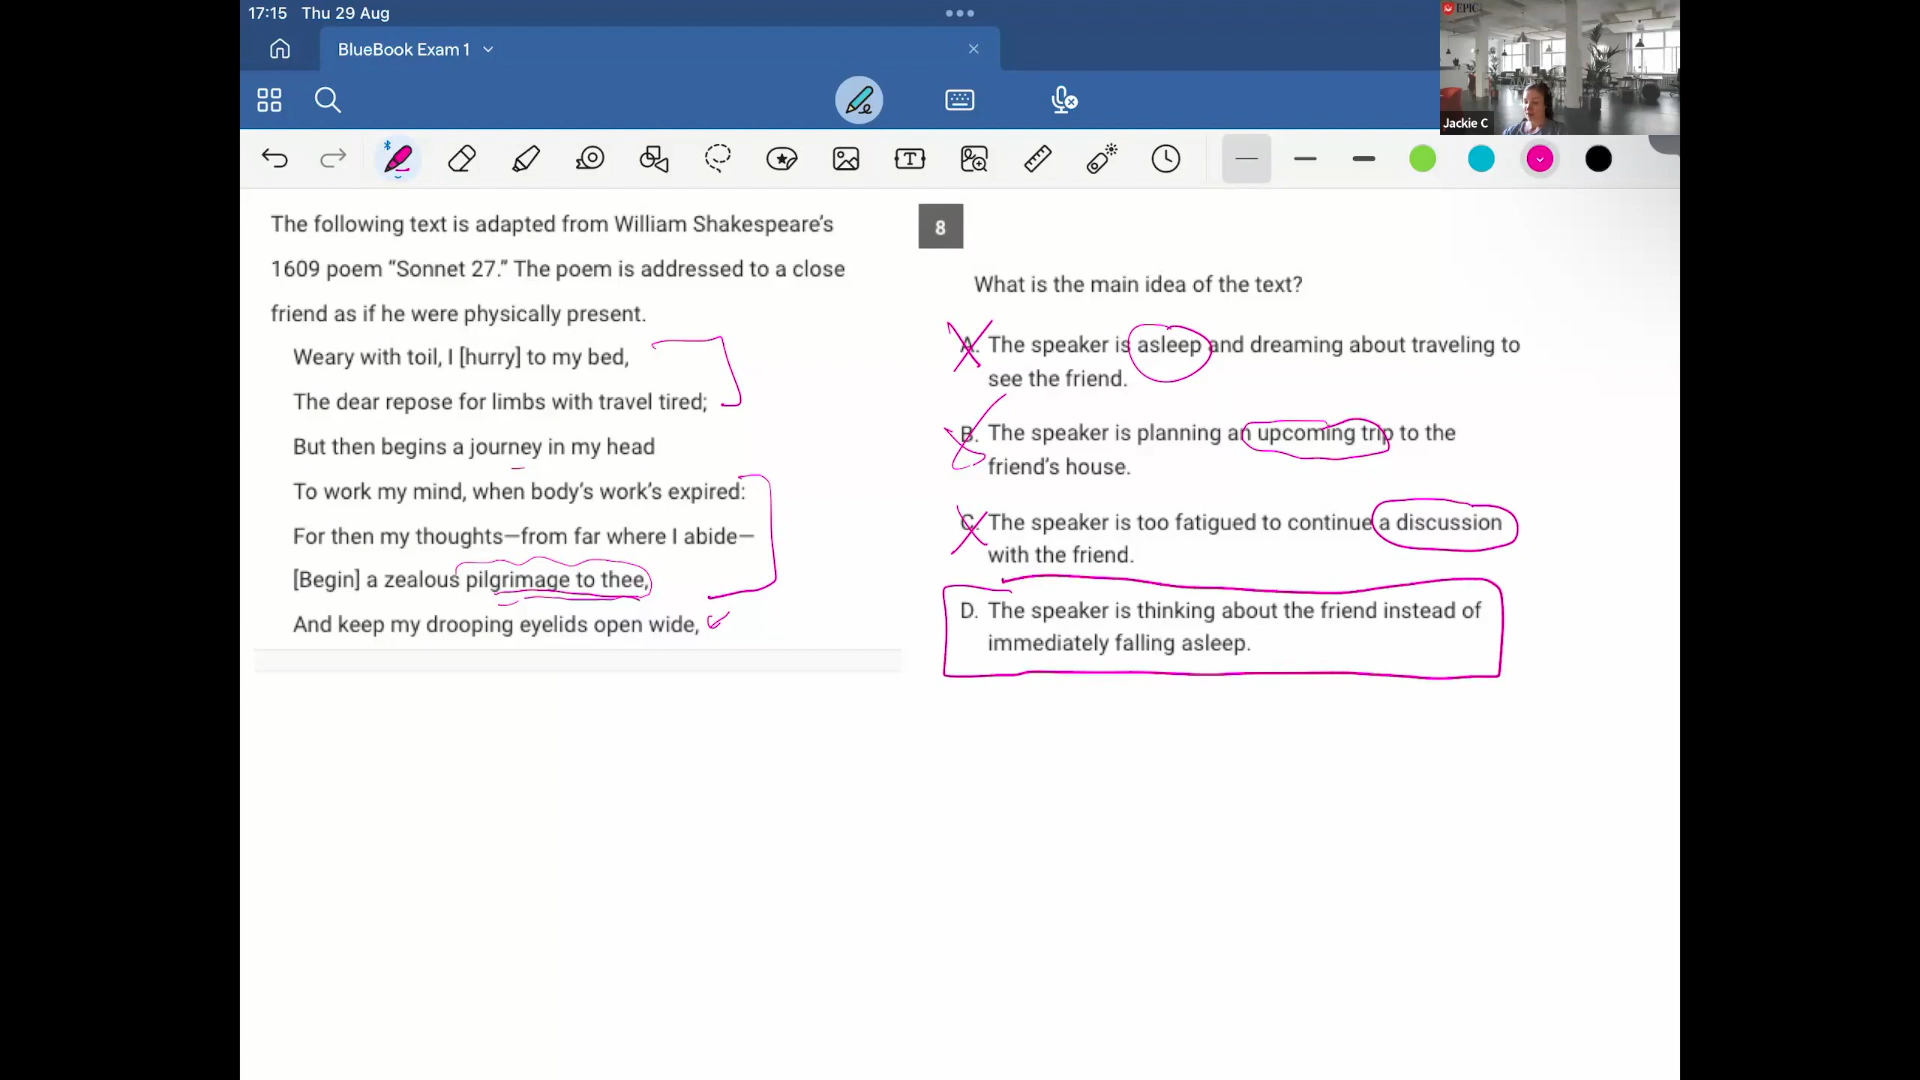 17:15 Thu 29 Aug
BlueBook Exam 1
EPIC
Jackie C
The following text is adapted from William Shakespeare’s
1609 poem “Sonnet 27.” The poem is addressed to a close
friend as if he were physically present.
Weary with toil, I [hurry] to my bed,
The dear repose for limbs with travel tired;
But then begins a journey in my head
To work my mind, when body’s work’s expired:
For then my thoughts—from far where I abide—
[Begin] a zealous pilgrimage to thee,
And keep my drooping eyelids open wide,
8
What is the main idea of the text?
A. The speaker is asleep and dreaming about traveling to
see the friend.
B. The speaker is planning an upcoming trip to the
friend’s house.
C. The speaker is too fatigued to continue a discussion
with the friend.
D. The speaker is thinking about the friend instead of
immediately falling asleep.